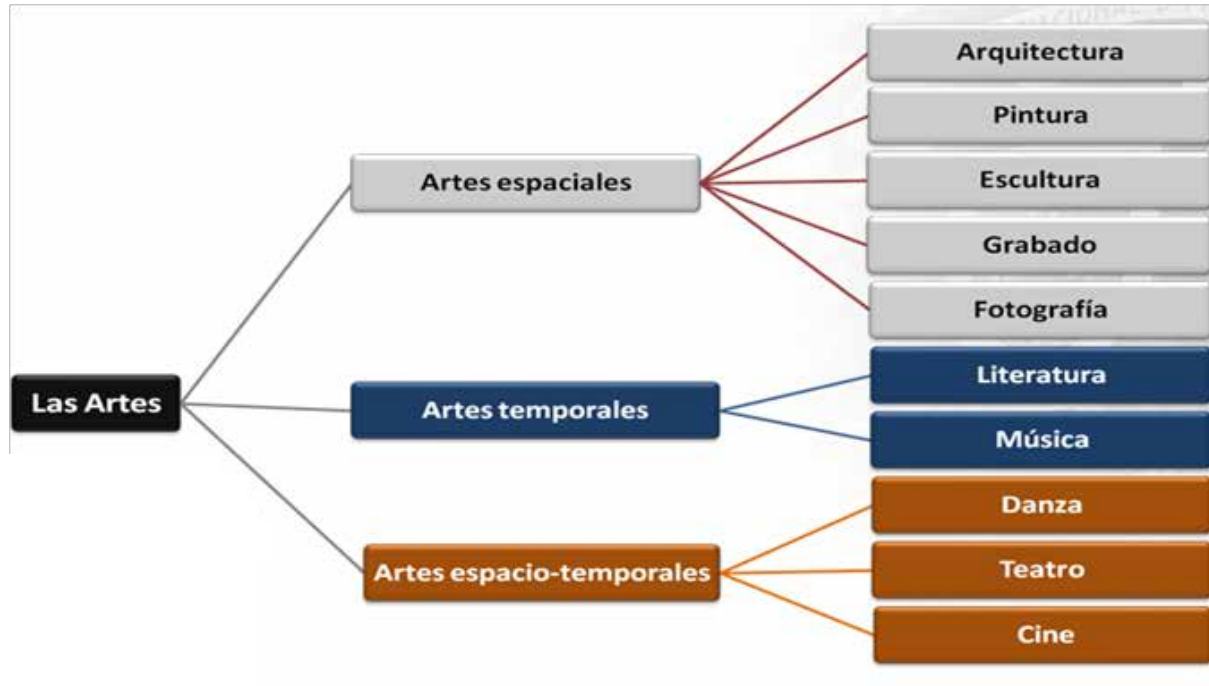 Las Artes
Artes espaciales
Arquitectura
Pintura
Escultura
Grabado
Fotografía
Artes temporales
Literatura
Música
Artes espacio-temporales
Danza
Teatro
Cine